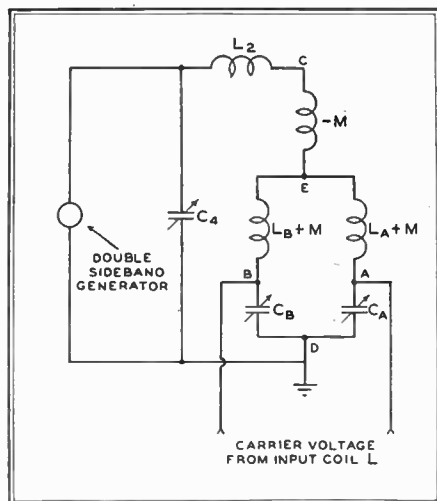 L2
C
-M
E
C4
LB+M
LA+M
DOUBLE
SIDEBAND
GENERATOR
B
A
CB
CA
D
CARRIER VOLTAGE
FROM INPUT COIL L